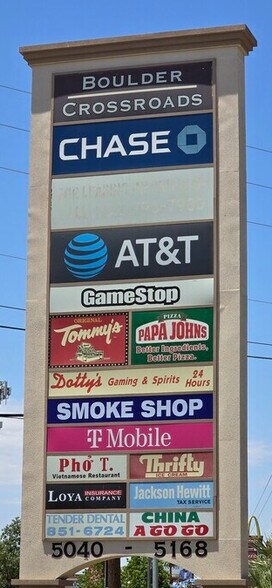 BOULDER
CROSSROADS
CHASE
AT&T
GameStop
ORIGINAL
Tommy's
PIZZA
PAPA JOHNS
Better Ingredients.
Better Pizza.
Dotty's Gaming & Spirits 24 HOURS
SMOKE SHOP
T Mobile
Phở T.
Vietnamese Restaurant
Thrifty
ICE CREAM
LOYA INSURANCE COMPANY
Jackson Hewitt
TAX SERVICE
TENDER DENTAL
651-6724
CHINA
A GO GO
5040 - 5168